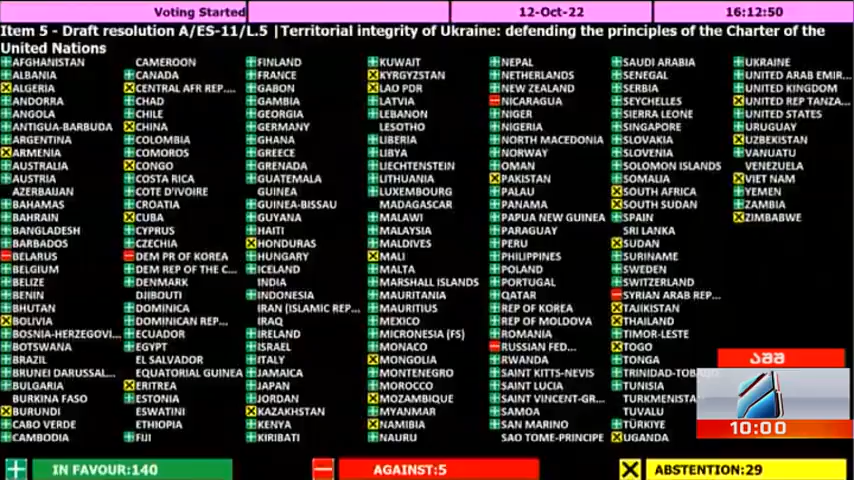 Voting Started
12-Oct-22
16:12:50
Item 5 - Draft resolution A/ES-11/L.5 |Territorial integrity of Ukraine: defending the principles of the Charter of the
United Nations
AFGHANISTAN
ALBANIA
ALGERIA
ANDORRA
ANGOLA
ANTIGUA-BARBUDA
ARGENTINA
ARMENIA
AUSTRALIA
AUSTRIA
AZERBAIJAN
BAHAMAS
BAHRAIN
BANGLADESH
BARBADOS
BELARUS
BELGIUM
BELIZE
BENIN
BHUTAN
BOLIVIA
BOSNIA-HERZEGOVI...
BOTSWANA
BRAZIL
BRUNEI DARUSSAL...
BULGARIA
BURKINA FASO
BURUNDI
CABO VERDE
CAMBODIA
CAMEROON
CANADA
CENTRAL AFR REP....
CHAD
CHILE
CHINA
COLOMBIA
COMOROS
CONGO
COSTA RICA
COTE D'IVOIRE
CROATIA
CUBA
CYPRUS
CZECHIA
DEM PR OF KOREA
DEM REP OF THE C...
DENMARK
DJIBOUTI
DOMINICA
DOMINICAN REP...
ECUADOR
EGYPT
EL SALVADOR
EQUATORIAL GUINEA
ERITREA
ESTONIA
ESWATINI
ETHIOPIA
FIJI
FINLAND
FRANCE
GABON
GAMBIA
GEORGIA
GERMANY
GHANA
GREECE
GRENADA
GUATEMALA
GUINEA
GUINEA-BISSAU
GUYANA
HAITI
HONDURAS
HUNGARY
ICELAND
INDIA
INDONESIA
IRAN (ISLAMIC REP...
IRAQ
IRELAND
ISRAEL
ITALY
JAMAICA
JAPAN
JORDAN
KAZAKHSTAN
KENYA
KIRIBATI
KUWAIT
KYRGYZSTAN
LAO PDR
LATVIA
LEBANON
LESOTHO
LIBERIA
LIBYA
LIECHTENSTEIN
LITHUANIA
LUXEMBOURG
MADAGASCAR
MALAWI
MALAYSIA
MALDIVES
MALI
MALTA
MARSHALL ISLANDS
MAURITANIA
MAURITIUS
MEXICO
MICRONESIA (FS)
MONACO
MONGOLIA
MONTENEGRO
MOROCCO
MOZAMBIQUE
MYANMAR
NAMIBIA
NAURU
NEPAL
NETHERLANDS
NEW ZEALAND
NICARAGUA
NIGER
NIGERIA
NORTH MACEDONIA
NORWAY
OMAN
PAKISTAN
PALAU
PANAMA
PAPUA NEW GUINEA
PARAGUAY
PERU
PHILIPPINES
POLAND
PORTUGAL
QATAR
REP OF KOREA
REP OF MOLDOVA
ROMANIA
RUSSIAN FED...
RWANDA
SAINT KITTS-NEVIS
SAINT LUCIA
SAINT VINCENT-GR...
SAMOA
SAN MARINO
SAO TOME-PRINCIPE
SAUDI ARABIA
SENEGAL
SERBIA
SEYCHELLES
SIERRA LEONE
SINGAPORE
SLOVAKIA
SLOVENIA
SOLOMON ISLANDS
SOMALIA
SOUTH AFRICA
SOUTH SUDAN
SPAIN
SRI LANKA
SUDAN
SURINAME
SWEDEN
SWITZERLAND
SYRIAN ARAB REP...
TAJIKISTAN
THAILAND
TIMOR-LESTE
TOGO
TONGA
TRINIDAD-TOBA
TUNISIA
TURKMENISTA
TUVALU
TÜRKIYE
UGANDA
UKRAINE
UNITED ARAB EMIR...
UNITED KINGDOM
UNITED REP TANZA...
UNITED STATES
URUGUAY
UZBEKISTAN
VANUATU
VENEZUELA
VIET NAM
YEMEN
ZAMBIA
ZIMBABWE
ᲐᲨᲨ
10:00
IN FAVOUR:140
AGAINST:5
ABSTENTION:29